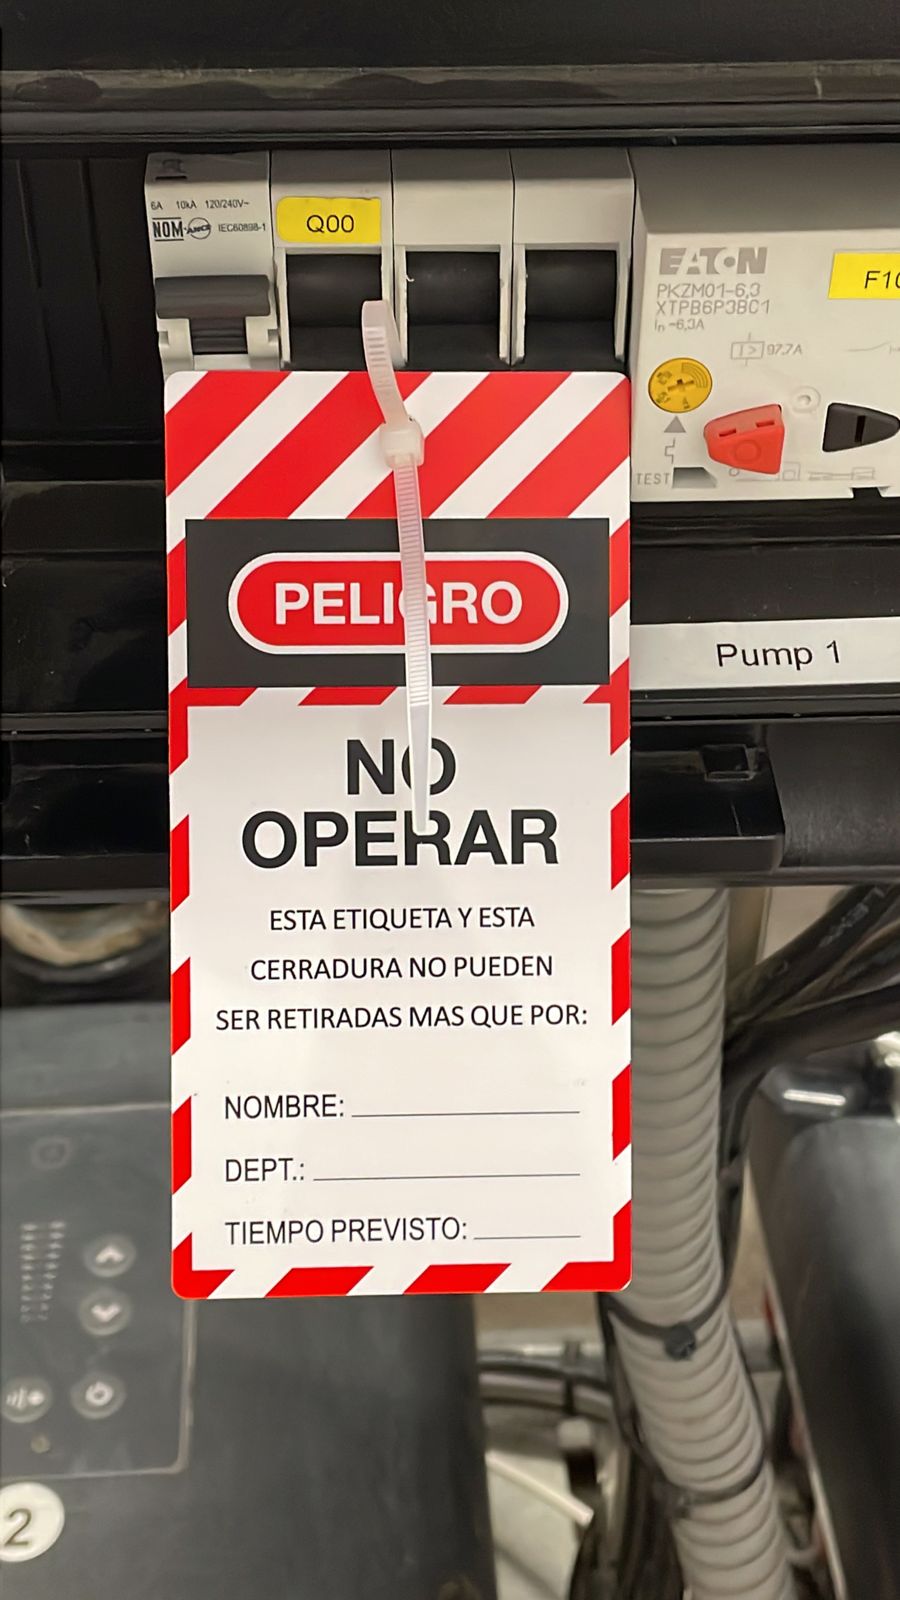 6A 10kA 120/240V~
NOM ANCE IEC60898-1
Q00
EATON
PKZM01-6,3
XTPB6P3BC1
In =6,3A
I> 97,7A
F10
TEST
Pump 1
PELIGRO
NO
OPERAR
ESTA ETIQUETA Y ESTA
CERRADURA NO PUEDEN
SER RETIRADAS MAS QUE POR:
NOMBRE:
DEPT.:
TIEMPO PREVISTO:
2